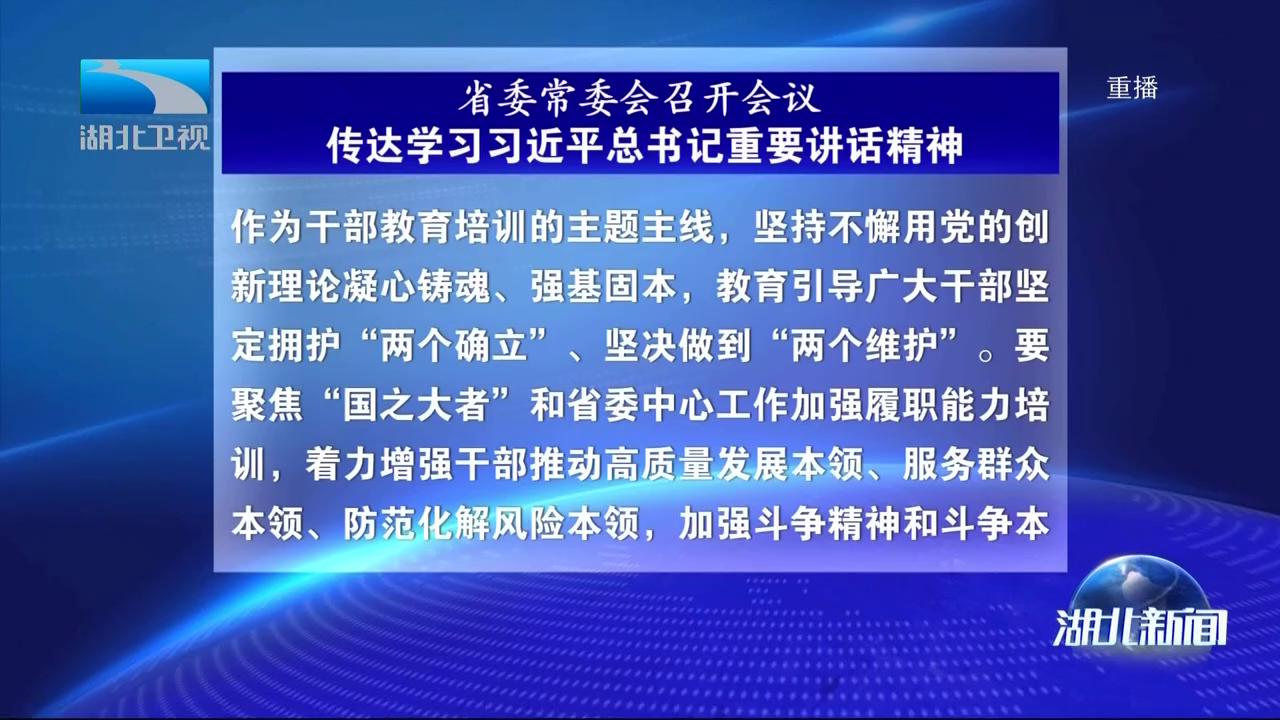 湖北卫视
重播
省委常委会召开会议
传达学习习近平总书记重要讲话精神
作为干部教育培训的主题主线，坚持不懈用党的创
新理论凝心铸魂、强基固本，教育引导广大干部坚
定拥护“两个确立”、坚决做到“两个维护”。要
聚焦“国之大者”和省委中心工作加强履职能力培
训，着力增强干部推动高质量发展本领、服务群众
本领、防范化解风险本领，加强斗争精神和斗争本
湖北新闻